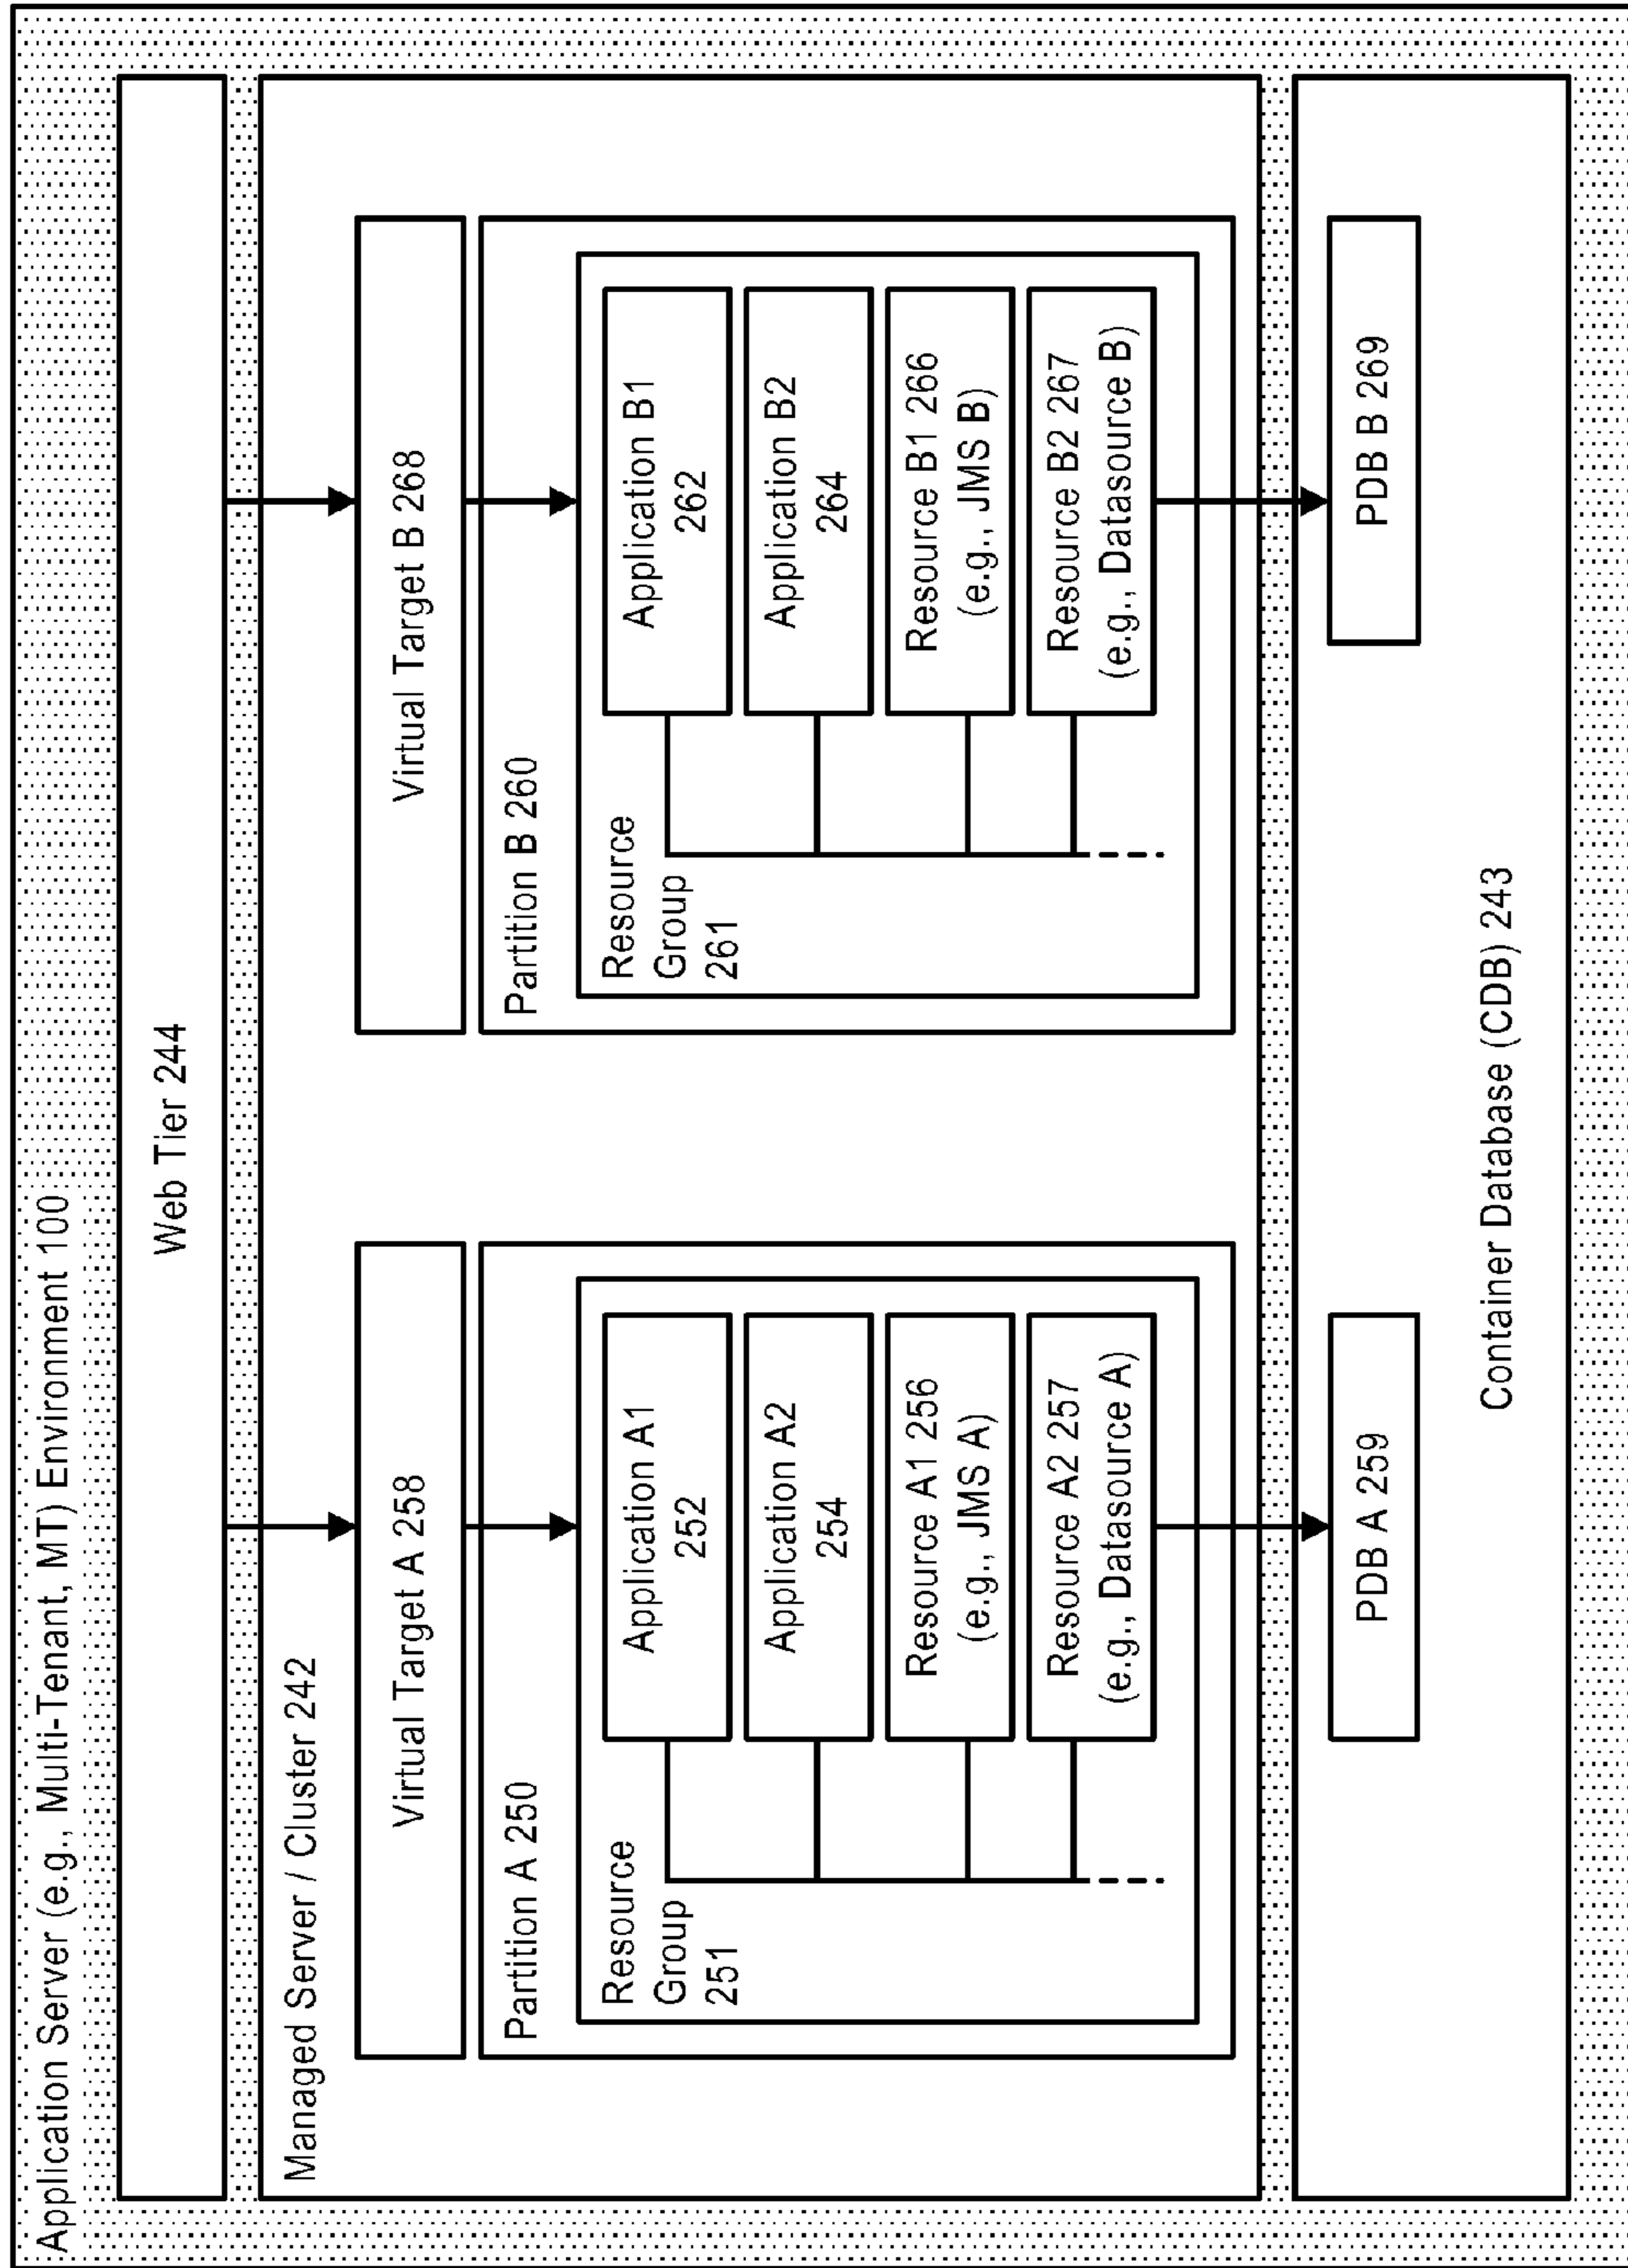 Application Server (e.g., Multi-Tenant, MT) Environment 100
Web Tier 244
Managed Server / Cluster 242
Virtual Target A 258
Partition A 250
Resource
Group
251
Application A1
252
Application A2
254
Resource A1 256
(e.g., JMS A)
Resource A2 257
(e.g., Datasource A)
Virtual Target B 268
Partition B 260
Resource
Group
261
Application B1
262
Application B2
264
Resource B1 266
(e.g., JMS B)
Resource B2 267
(e.g., Datasource B)
PDB A 259
PDB B 269
Container Database (CDB) 243